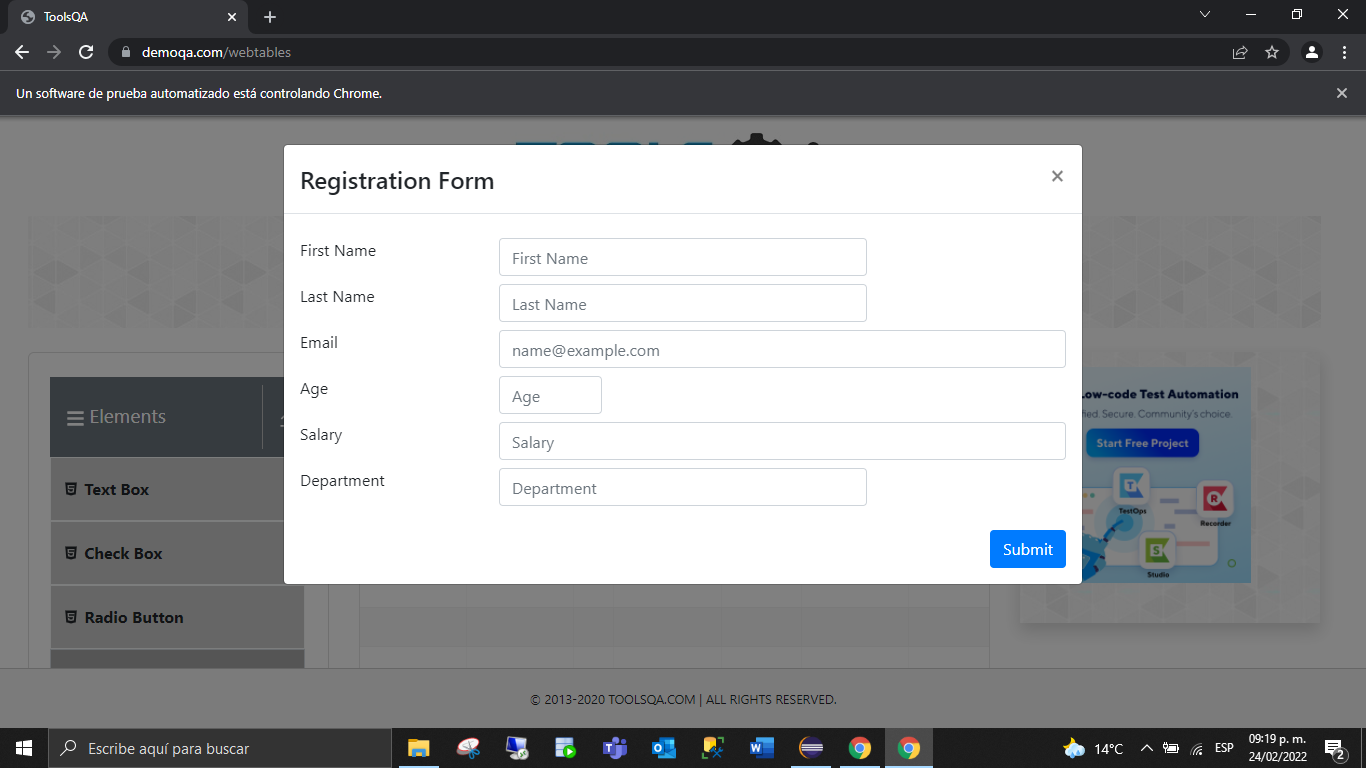 ToolsQA
demoqa.com/webtables
Un software de prueba automatizado está controlando Chrome.
Registration Form
×
First Name
First Name
Last Name
Last Name
Email
name@example.com
Age
Age
Salary
Salary
Department
Department
Submit
Elements
Text Box
Check Box
Radio Button
ow-code Test Automation
fied. Secure. Community's choice.
Start Free Project
TestOps
Recorder
Studio
© 2013-2020 TOOLSQA.COM | ALL RIGHTS RESERVED.
Escribe aquí para buscar
14°C
ESP
09:19 p. m.
24/02/2022
2